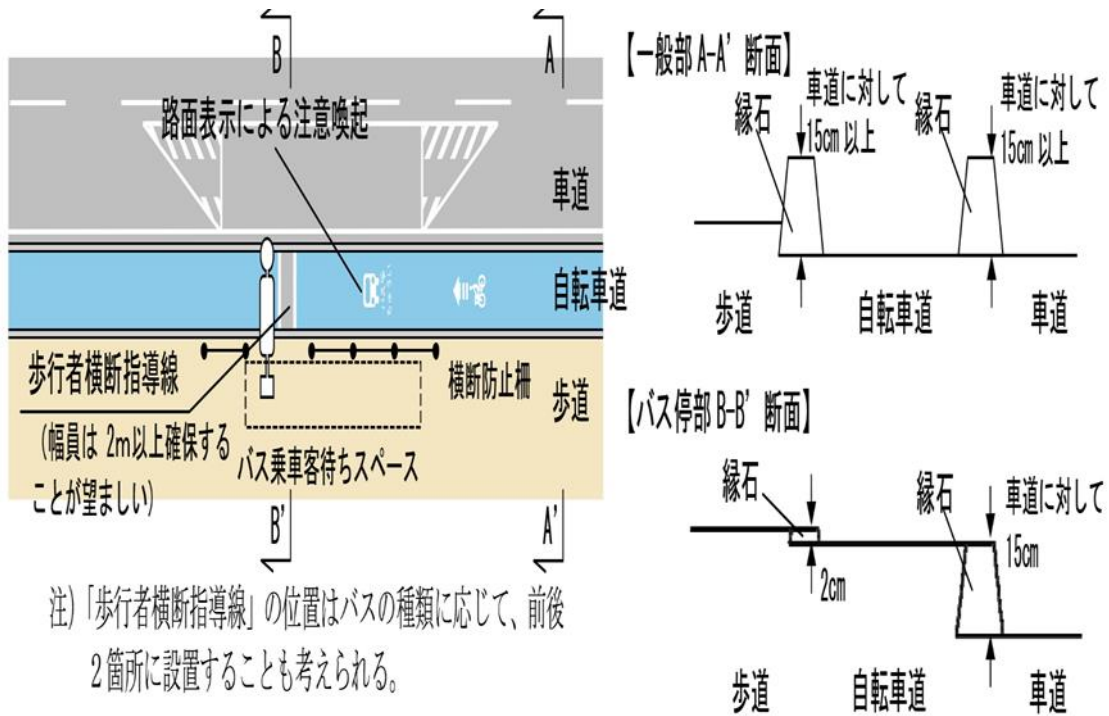 B
A
路面表示による注意喚起
車道
自転車道
歩行者横断指導線
(幅員は 2m以上確保する
ことが望ましい)
横断防止柵
歩道
バス乗車客待ちスペース
B'
A'
注)「歩行者横断指導線」の位置はバスの種類に応じて、前後
2箇所に設置することも考えられる。
【一般部 A-A' 断面】
縁石
車道に対して
15cm 以上
縁石
車道に対して
15cm 以上
歩道
自転車道
車道
【バス停部 B-B' 断面】
縁石
2cm
縁石
車道に対して
15cm
歩道
自転車道
車道